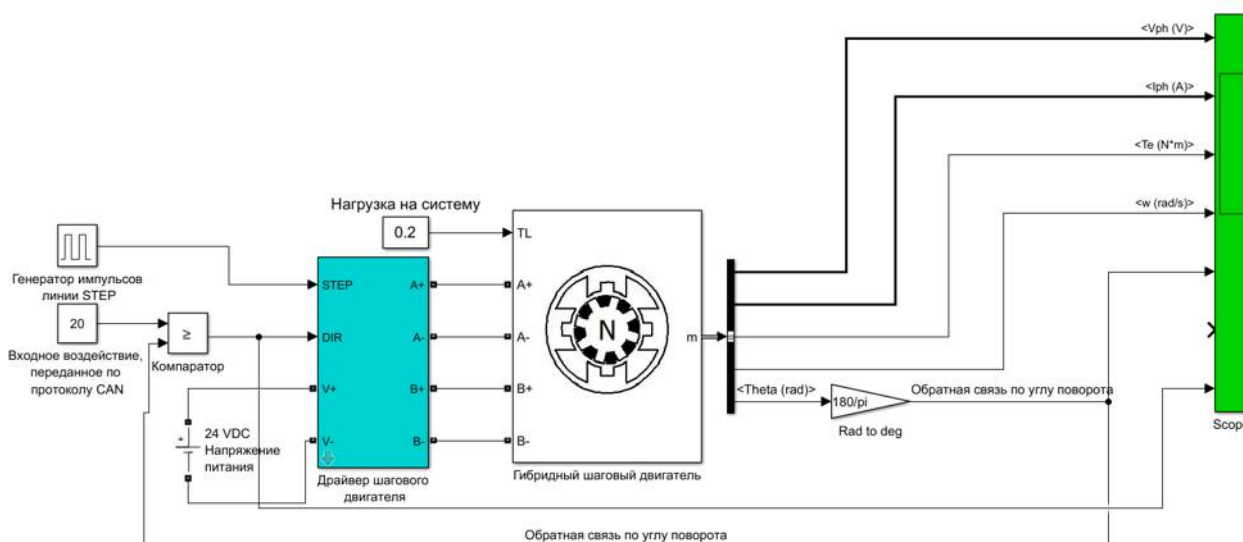 <Vph (V)>
<Iph (A)>
<Te (N*m)>
<w (rad/s)>
Нагрузка на систему
0.2
TL
Генератор импульсов
линии STEP
STEP
DIR
V+
V-
A+
A-
B+
B-
A+
A-
B+
B-
N
m
20
≥
Входное воздействие,
переданное по
протоколу CAN
Компаратор
+
24 VDC
Напряжение
питания
Драйвер шагового
двигателя
Гибридный шаговый двигатель
<Theta (rad)>
180/pi
Rad to deg
Обратная связь по углу поворота
Scop
Обратная связь по углу поворота